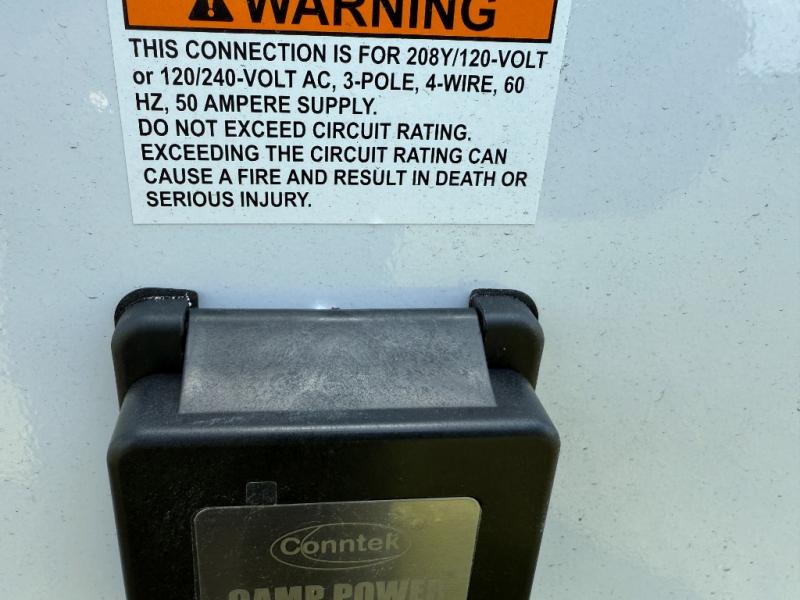 WARNING
THIS CONNECTION IS FOR 208Y/120-VOLT
or 120/240-VOLT AC, 3-POLE, 4-WIRE, 60
HZ, 50 AMPERE SUPPLY.
DO NOT EXCEED CIRCUIT RATING.
EXCEEDING THE CIRCUIT RATING CAN
CAUSE A FIRE AND RESULT IN DEATH OR
SERIOUS INJURY.
Conntek
CAMP POWER